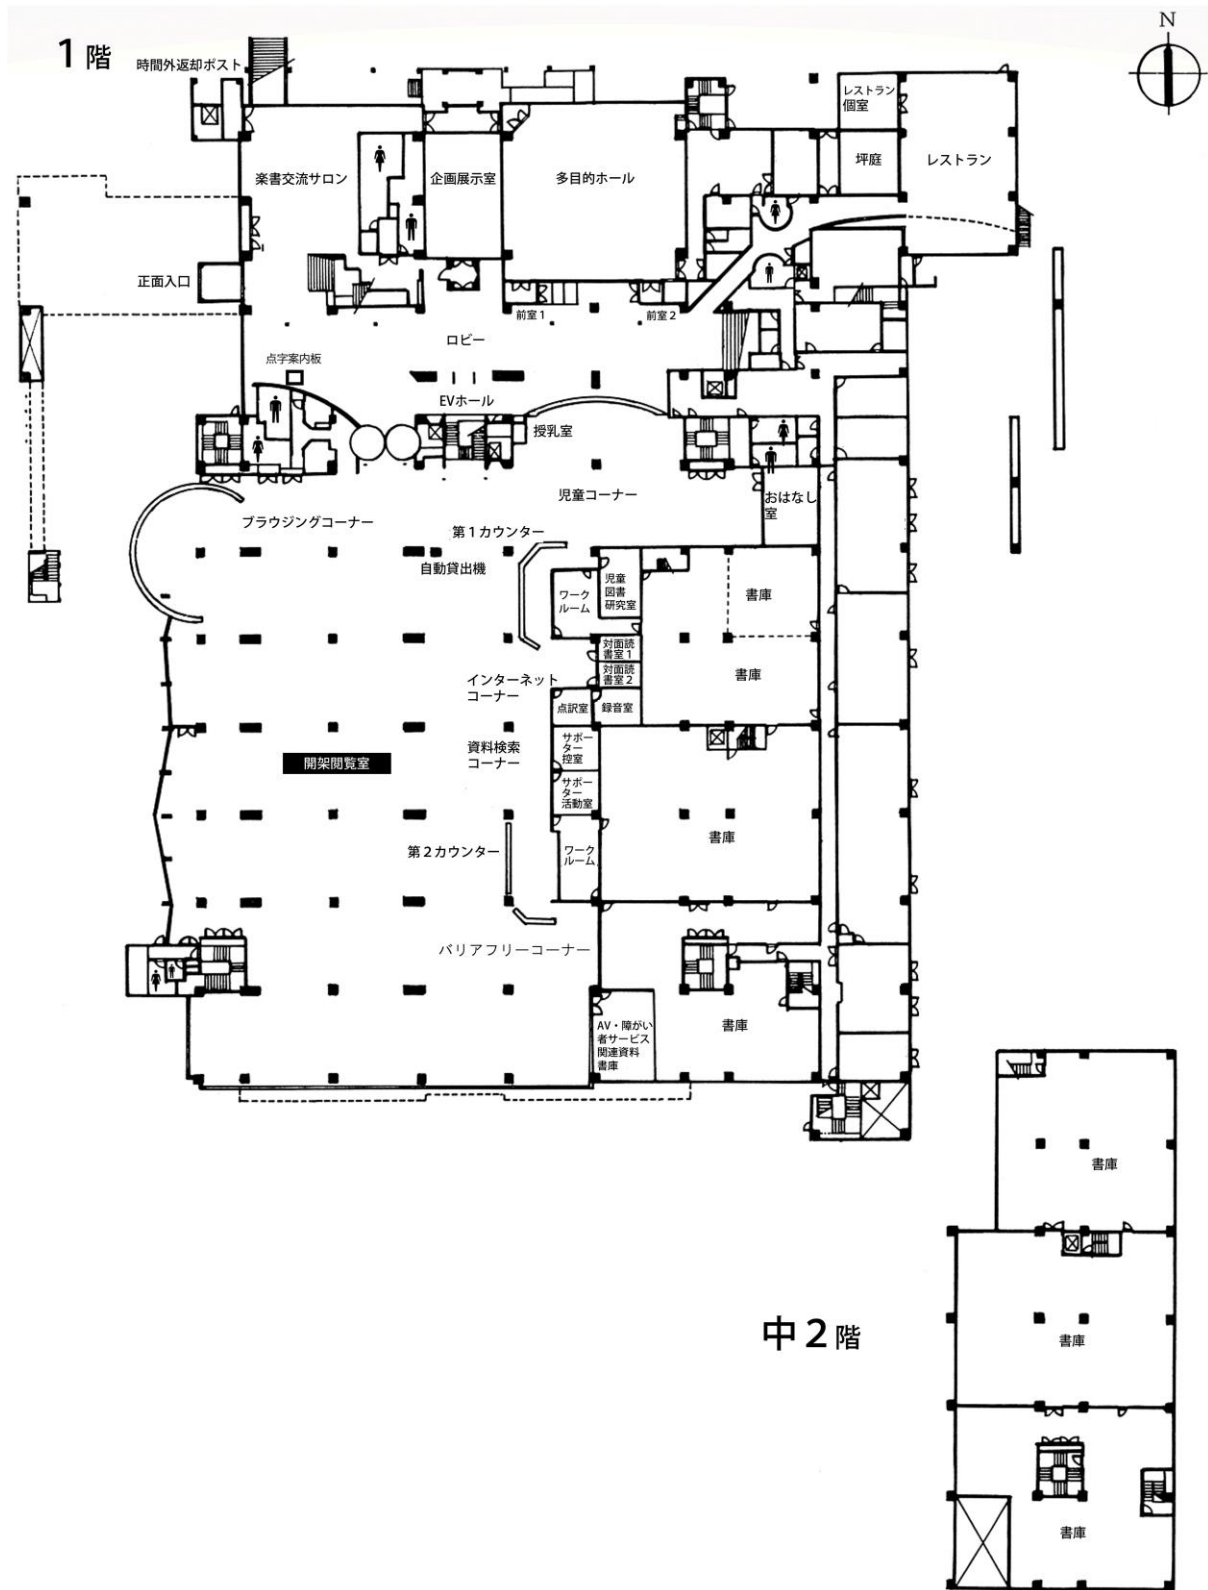 1階
時間外返却ポスト
N
レストラン
個室
楽書交流サロン
企画展示室
多目的ホール
坪庭
レストラン
正面入口
前室1
前室2
ロビー
点字案内板
EVホール
授乳室
児童コーナー
おはなし
室
ブラウジングコーナー
第1カウンター
自動貸出機
ワーク
ルーム
児童
図書
研究室
書庫
対面読
書室1
対面読
書室2
書庫
インターネット
コーナー
点訳室
録音室
資料検索
コーナー
サポー
ター
控室
開架閲覧室
サポー
ター
活動室
書庫
第2カウンター
ワーク
ルーム
バリアフリーコーナー
AV・障がい
者サービス
関連資料
書庫
書庫
中2階
書庫
書庫
書庫